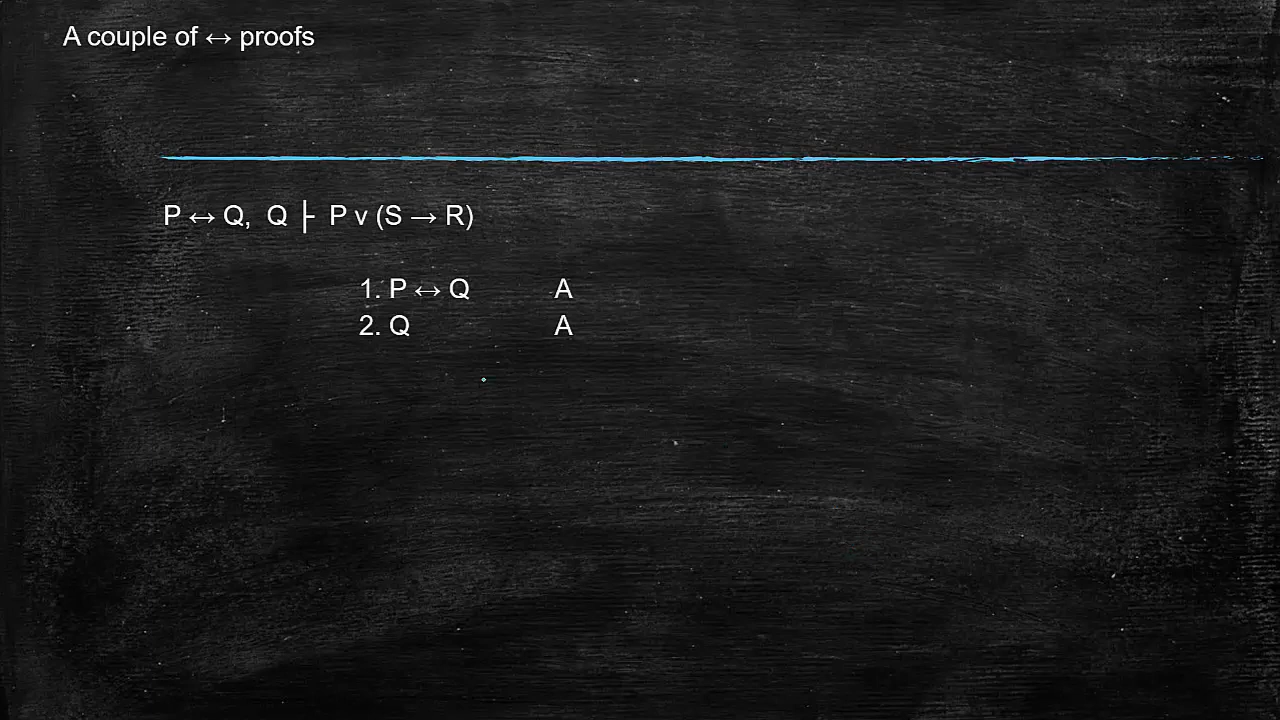 A couple of ↔ proofs
P ↔ Q, Q ├ P v (S → R)
1. P ↔ Q A
2. Q A